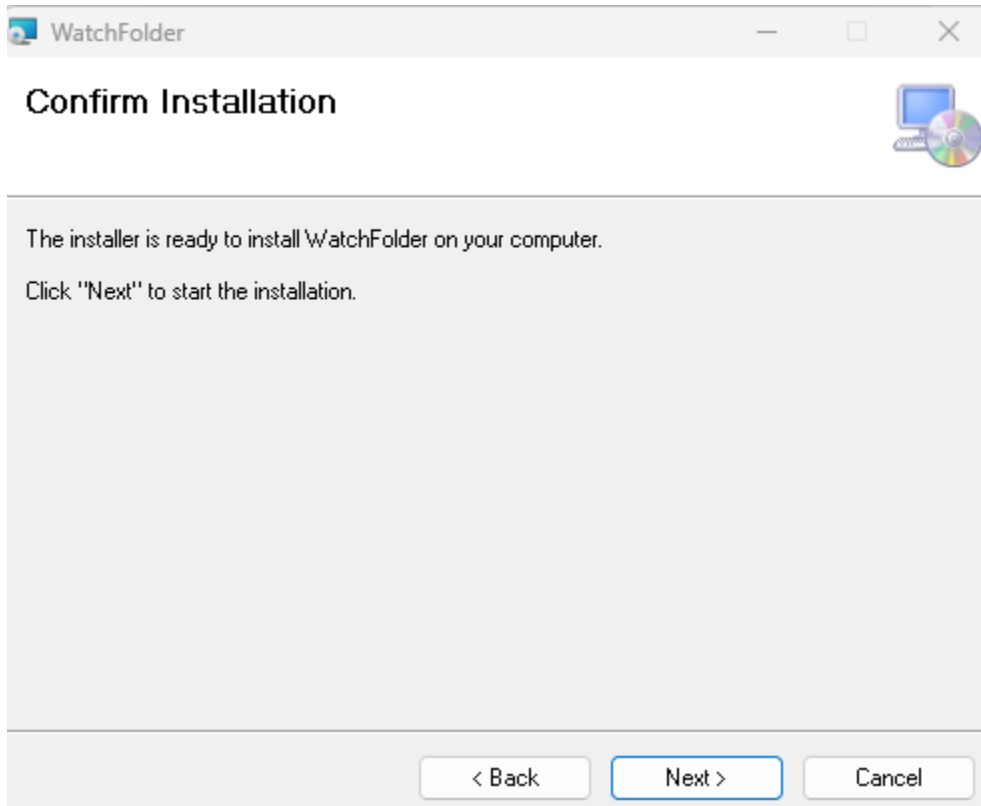 WatchFolder
Confirm Installation
The installer is ready to install WatchFolder on your computer.
Click "Next" to start the installation.
< Back
Next >
Cancel